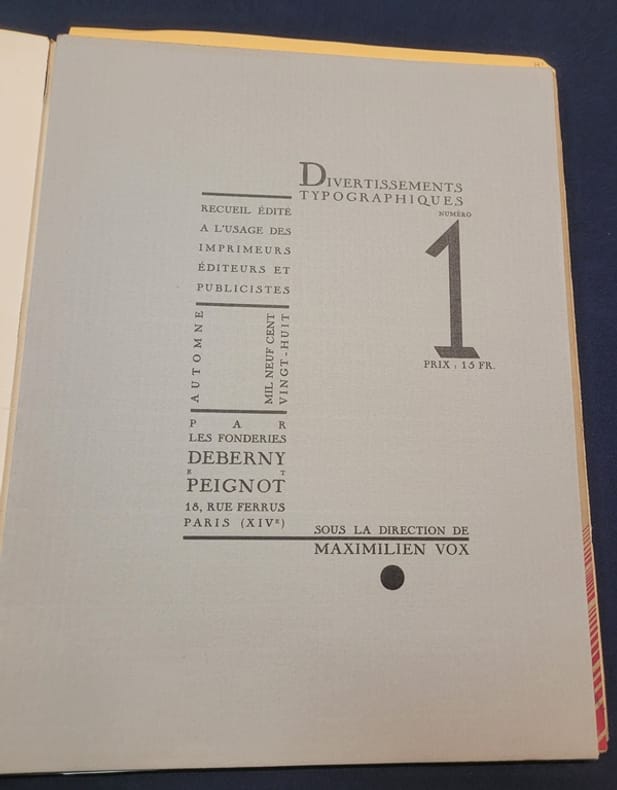 DIVERTISSEMENTS
TYPOGRAPHIQUES
NUMÉRO
1
PRIX : 15 FR.
RECUEIL ÉDITÉ
A L'USAGE DES
IMPRIMEURS
ÉDITEURS ET
PUBLICISTES
AUTOMNE
MIL NEUF CENT
VINGT-HUIT
PAR
LES FONDERIES
DEBERNY
ET
PEIGNOT
18, RUE FERRUS
PARIS (XIVᴱ)
SOUS LA DIRECTION DE
MAXIMILIEN VOX